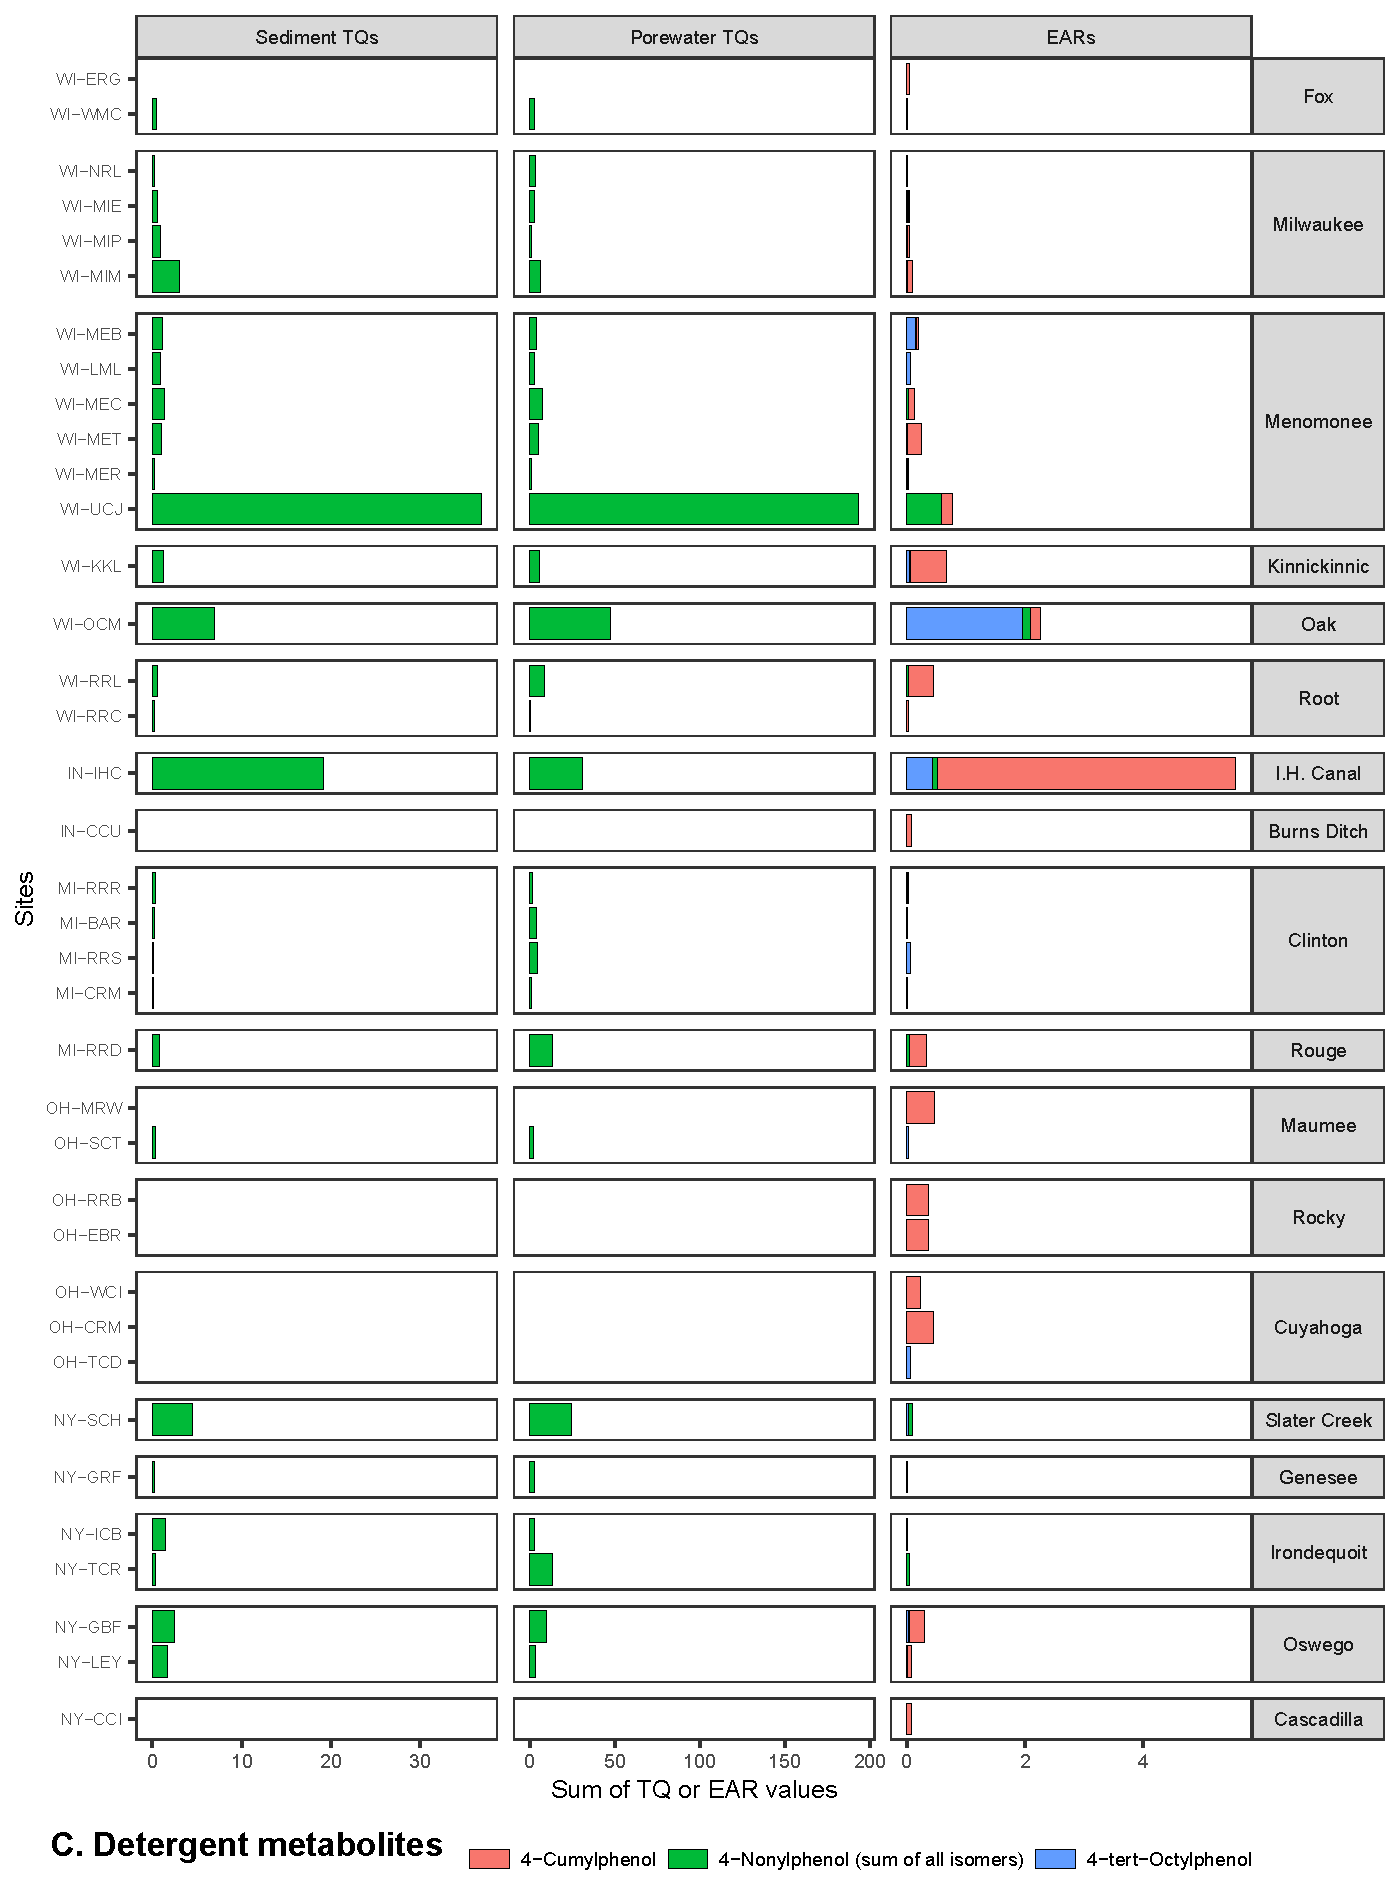 Sediment TQs
Porewater TQs
EARs
WI−ERG
WI−WMC
Fox
WI−NRL
WI−MIE
WI−MIP
WI−MIM
Milwaukee
WI−MEB
WI−LML
WI−MEC
WI−MET
WI−MER
WI−UCJ
Menomonee
WI−KKL
Kinnickinnic
WI−OCM
Oak
WI−RRL
WI−RRC
Root
IN−IHC
I.H. Canal
IN−CCU
Burns Ditch
MI−RRR
MI−BAR
MI−RRS
MI−CRM
Clinton
MI−RRD
Rouge
OH−MRW
OH−SCT
Maumee
OH−RRB
OH−EBR
Rocky
OH−WCI
OH−CRM
OH−TCD
Cuyahoga
NY−SCH
Slater Creek
NY−GRF
Genesee
NY−ICB
NY−TCR
Irondequoit
NY−GBF
NY−LEY
Oswego
NY−CCI
Cascadilla
Sites
0 10 20 30
0 50 100 150 200
0 2 4
Sum of TQ or EAR values
C. Detergent metabolites
4−Cumylphenol
4−Nonylphenol (sum of all isomers)
4−tert−Octylphenol